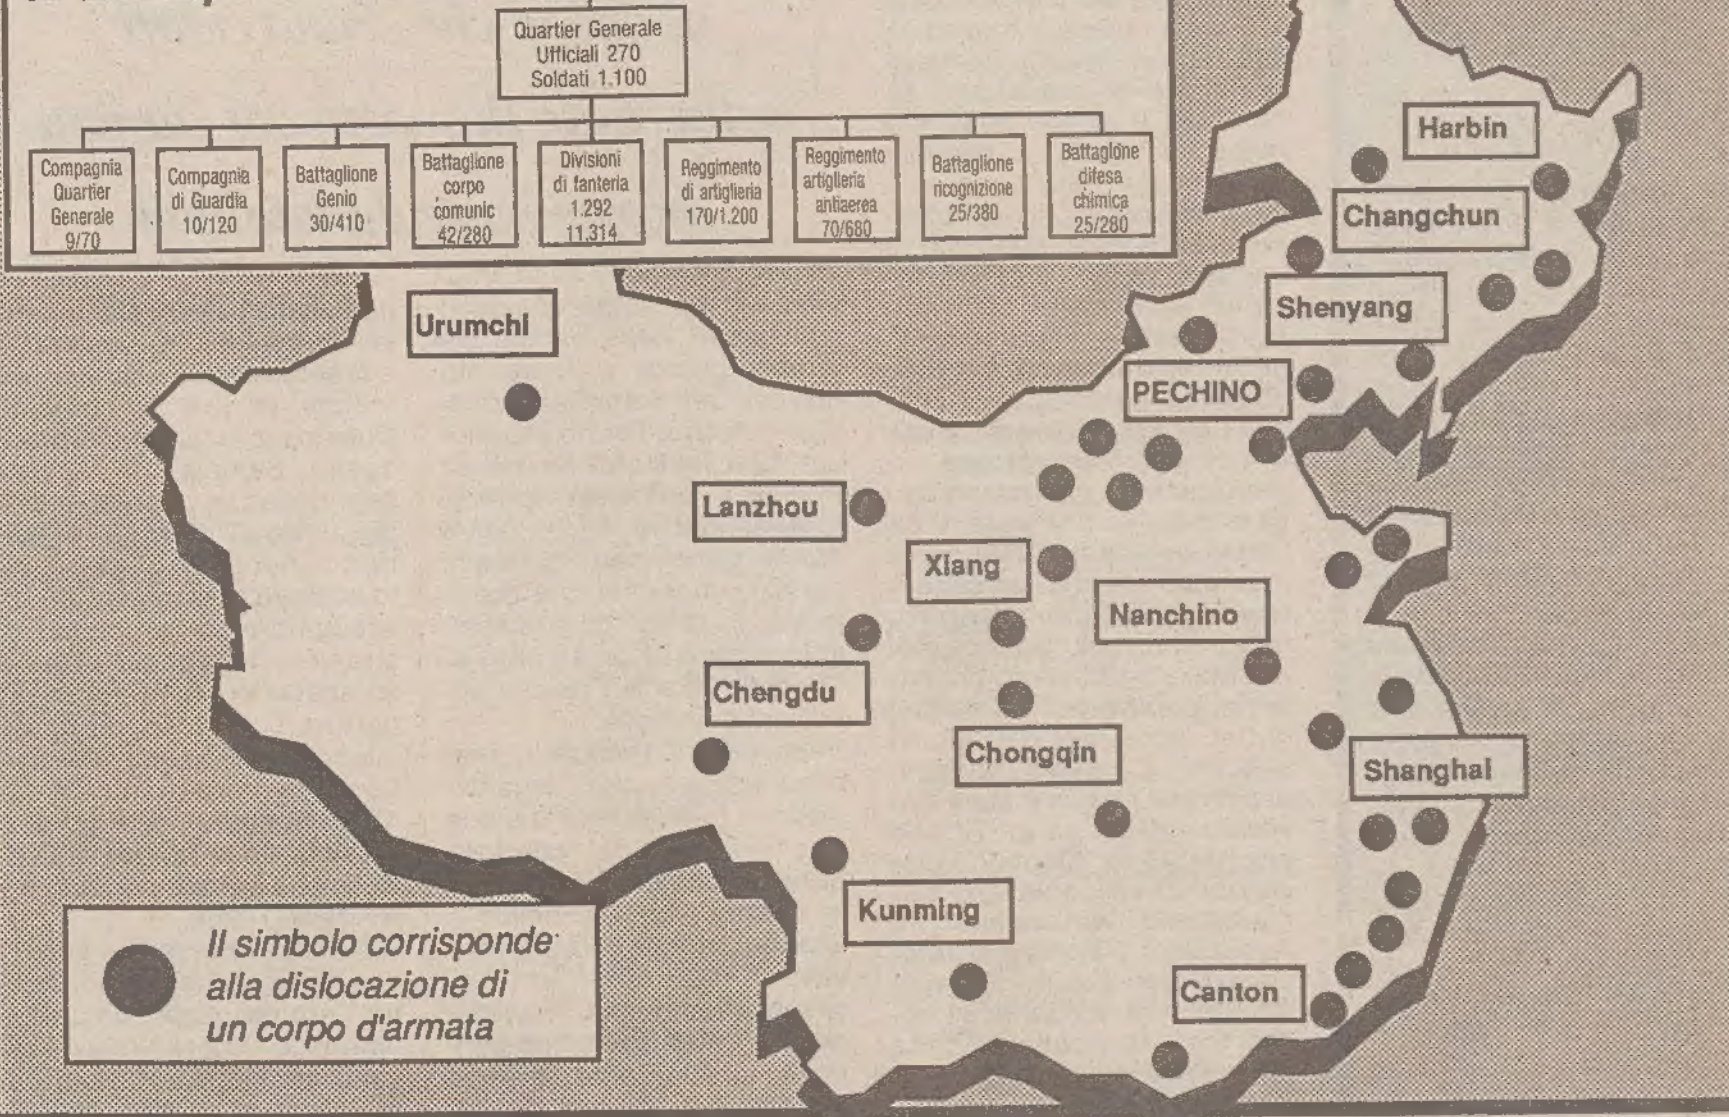 Quartier Generale
Ufficiali 270
Soldati 1.100
Compagnia
Quartier
Generale
9/70
Compagnia
di Guardia
10/120
Battaglione
Genio
30/410
Battaglione
corpo
comunic
42/280
Divisioni
di fanteria
1.292
11.314
Reggimento
di artiglieria
170/1.200
Reggimento
artiglieria
antiaerea
70/680
Battaglione
ricognizione
25/380
Battaglone
difesa
chimica
25/280
Harbin
Changchun
Shenyang
Urumchi
PECHINO
Lanzhou
Xiang
Nanchino
Chengdu
Chongqin
Shanghai
Kunming
Canton
Il simbolo corrisponde
alla dislocazione di
un corpo d'armata